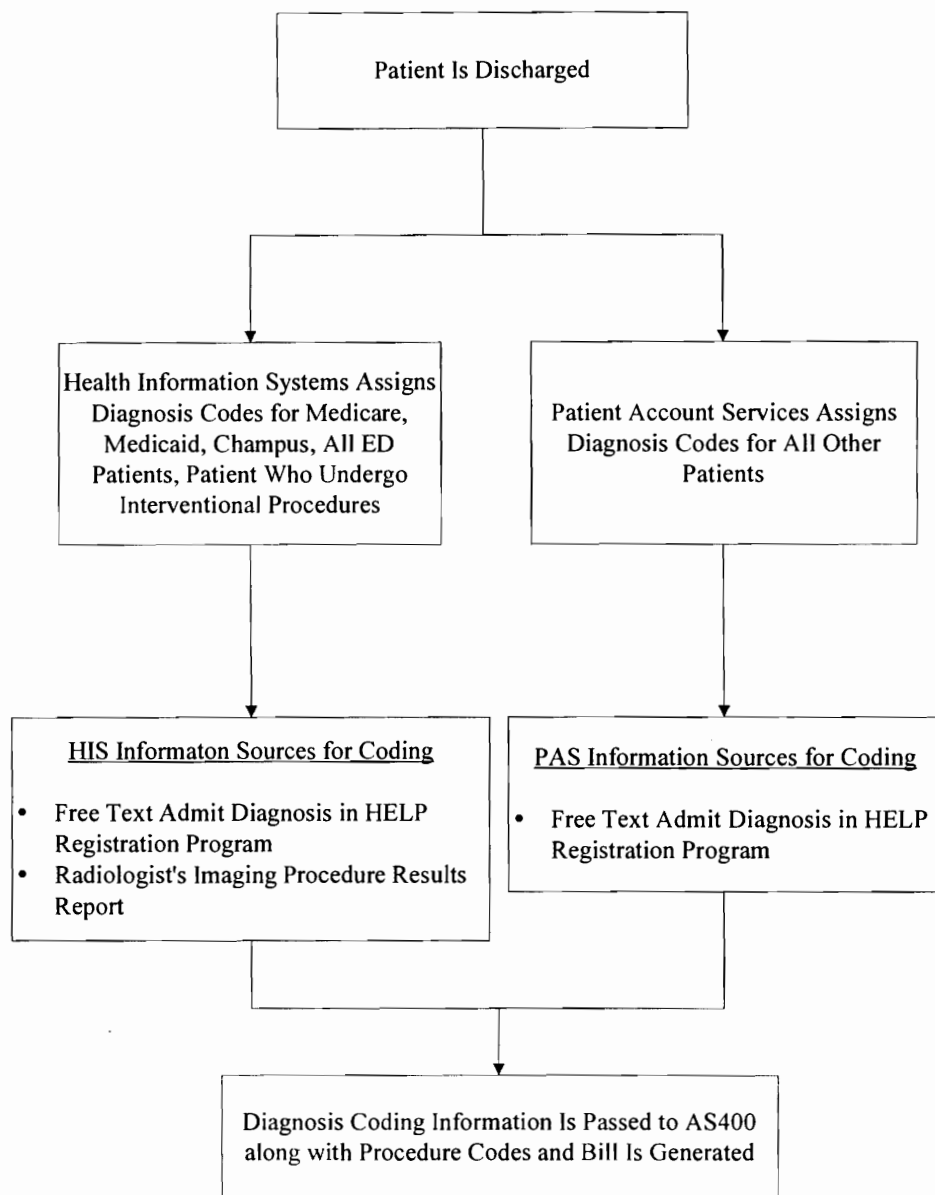 Patient Is Discharged
Health Information Systems Assigns
Diagnosis Codes for Medicare,
Medicaid, Champus, All ED
Patients, Patient Who Undergo
Interventional Procedures
Patient Account Services Assigns
Diagnosis Codes for All Other
Patients
HIS Informaton Sources for Coding
• Free Text Admit Diagnosis in HELP
Registration Program
• Radiologist's Imaging Procedure Results
Report
PAS Information Sources for Coding
• Free Text Admit Diagnosis in HELP
Registration Program
Diagnosis Coding Information Is Passed to AS400
along with Procedure Codes and Bill Is Generated